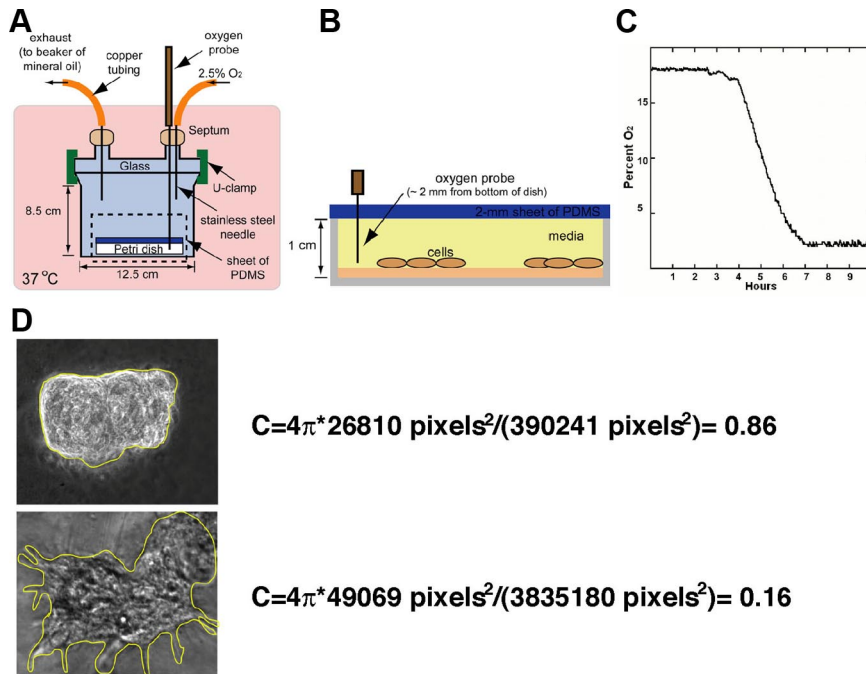 A
exhaust
(to beaker of
mineral oil)
copper
tubing
oxygen
probe
2.5% O₂
Septum
Glass
U-clamp
8.5 cm
stainless steel
needle
Petri dish
sheet of
PDMS
37 °C
12.5 cm
B
oxygen probe
(~ 2 mm from bottom of dish)
2-mm sheet of PDMS
1 cm
media
cells
C
Percent O₂
15
10
5
1 2 3 4 5 6 7 8 9
Hours
D
C=4π*26810 pixels²/(390241 pixels²)= 0.86
C=4π*49069 pixels²/(3835180 pixels²)= 0.16